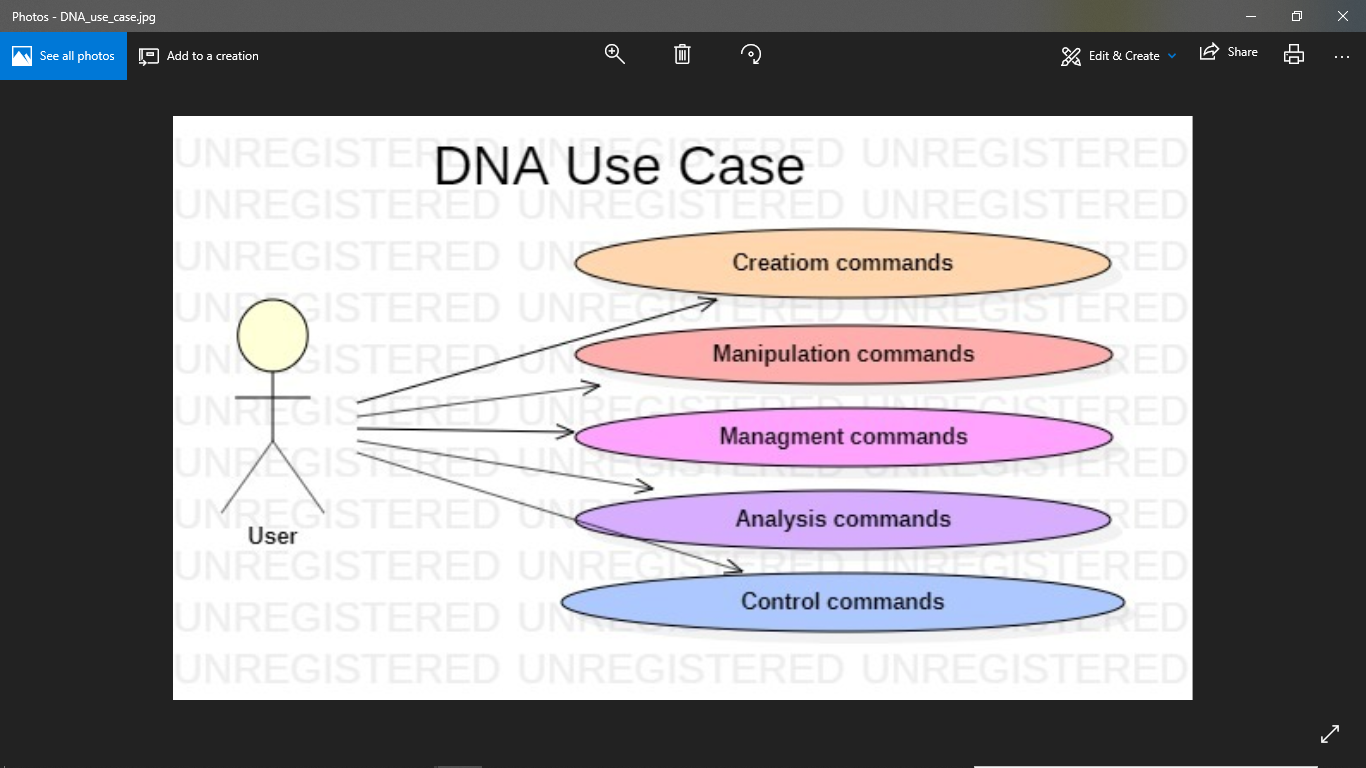 Photos - DNA_use_case.jpg
See all photos
Add to a creation
Edit & Create
Share
UNREGISTERED UNREGISTERED UNREGISTERED
DNA Use Case
UNREGISTERED UNREGISTERED UNREGISTERED
UNREGISTERED UNREGISTERED UNREGISTERED
Creatiom commands
UNREGISTERED UNREGISTERED UNREGISTERED
UNREGISTERED UNREGISTERED UNREGISTERED
Manipulation commands
UNREGISTERED UNREGISTERED UNREGISTERED
Managment commands
UNREGISTERED UNREGISTERED UNREGISTERED
UNREGISTERED UNREGISTERED UNREGISTERED
Analysis commands
User
UNREGISTERED UNREGISTERED UNREGISTERED
Control commands
UNREGISTERED UNREGISTERED UNREGISTERED
UNREGISTERED UNREGISTERED UNREGISTERED